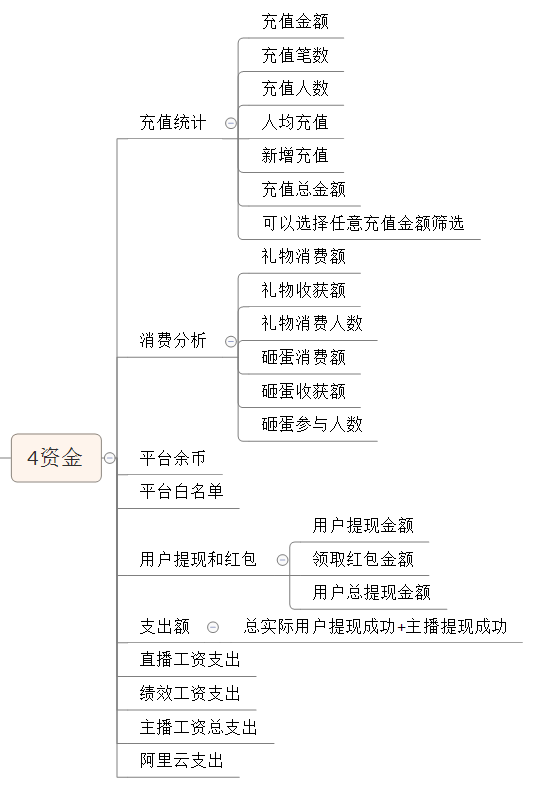 充值金额
充值笔数
充值人数
充值统计
人均充值
新增充值
充值总金额
可以选择任意充值金额筛选
礼物消费额
礼物收获额
礼物消费人数
消费分析
砸蛋消费额
砸蛋收获额
砸蛋参与人数
4资金
平台余币
平台白名单
用户提现金额
用户提现和红包
领取红包金额
用户总提现金额
支出额
总实际用户提现成功+主播提现成功
直播工资支出
绩效工资支出
主播工资总支出
阿里云支出